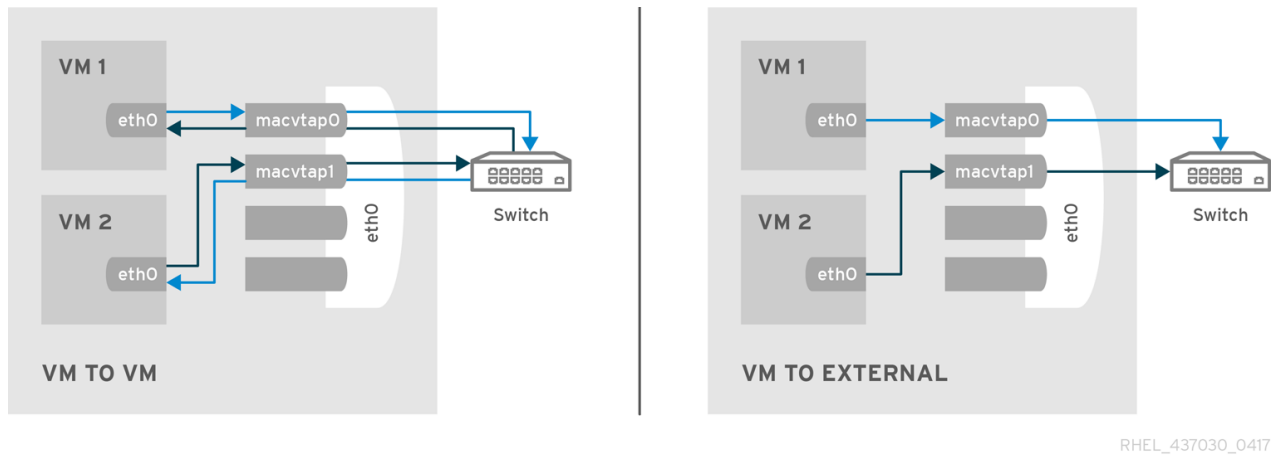 VM 1
eth0
macvtap0
macvtap1
VM 2
eth0
eth0
Switch
VM TO VM
VM 1
eth0
macvtap0
macvtap1
VM 2
eth0
eth0
Switch
VM TO EXTERNAL
RHEL_437030_0417